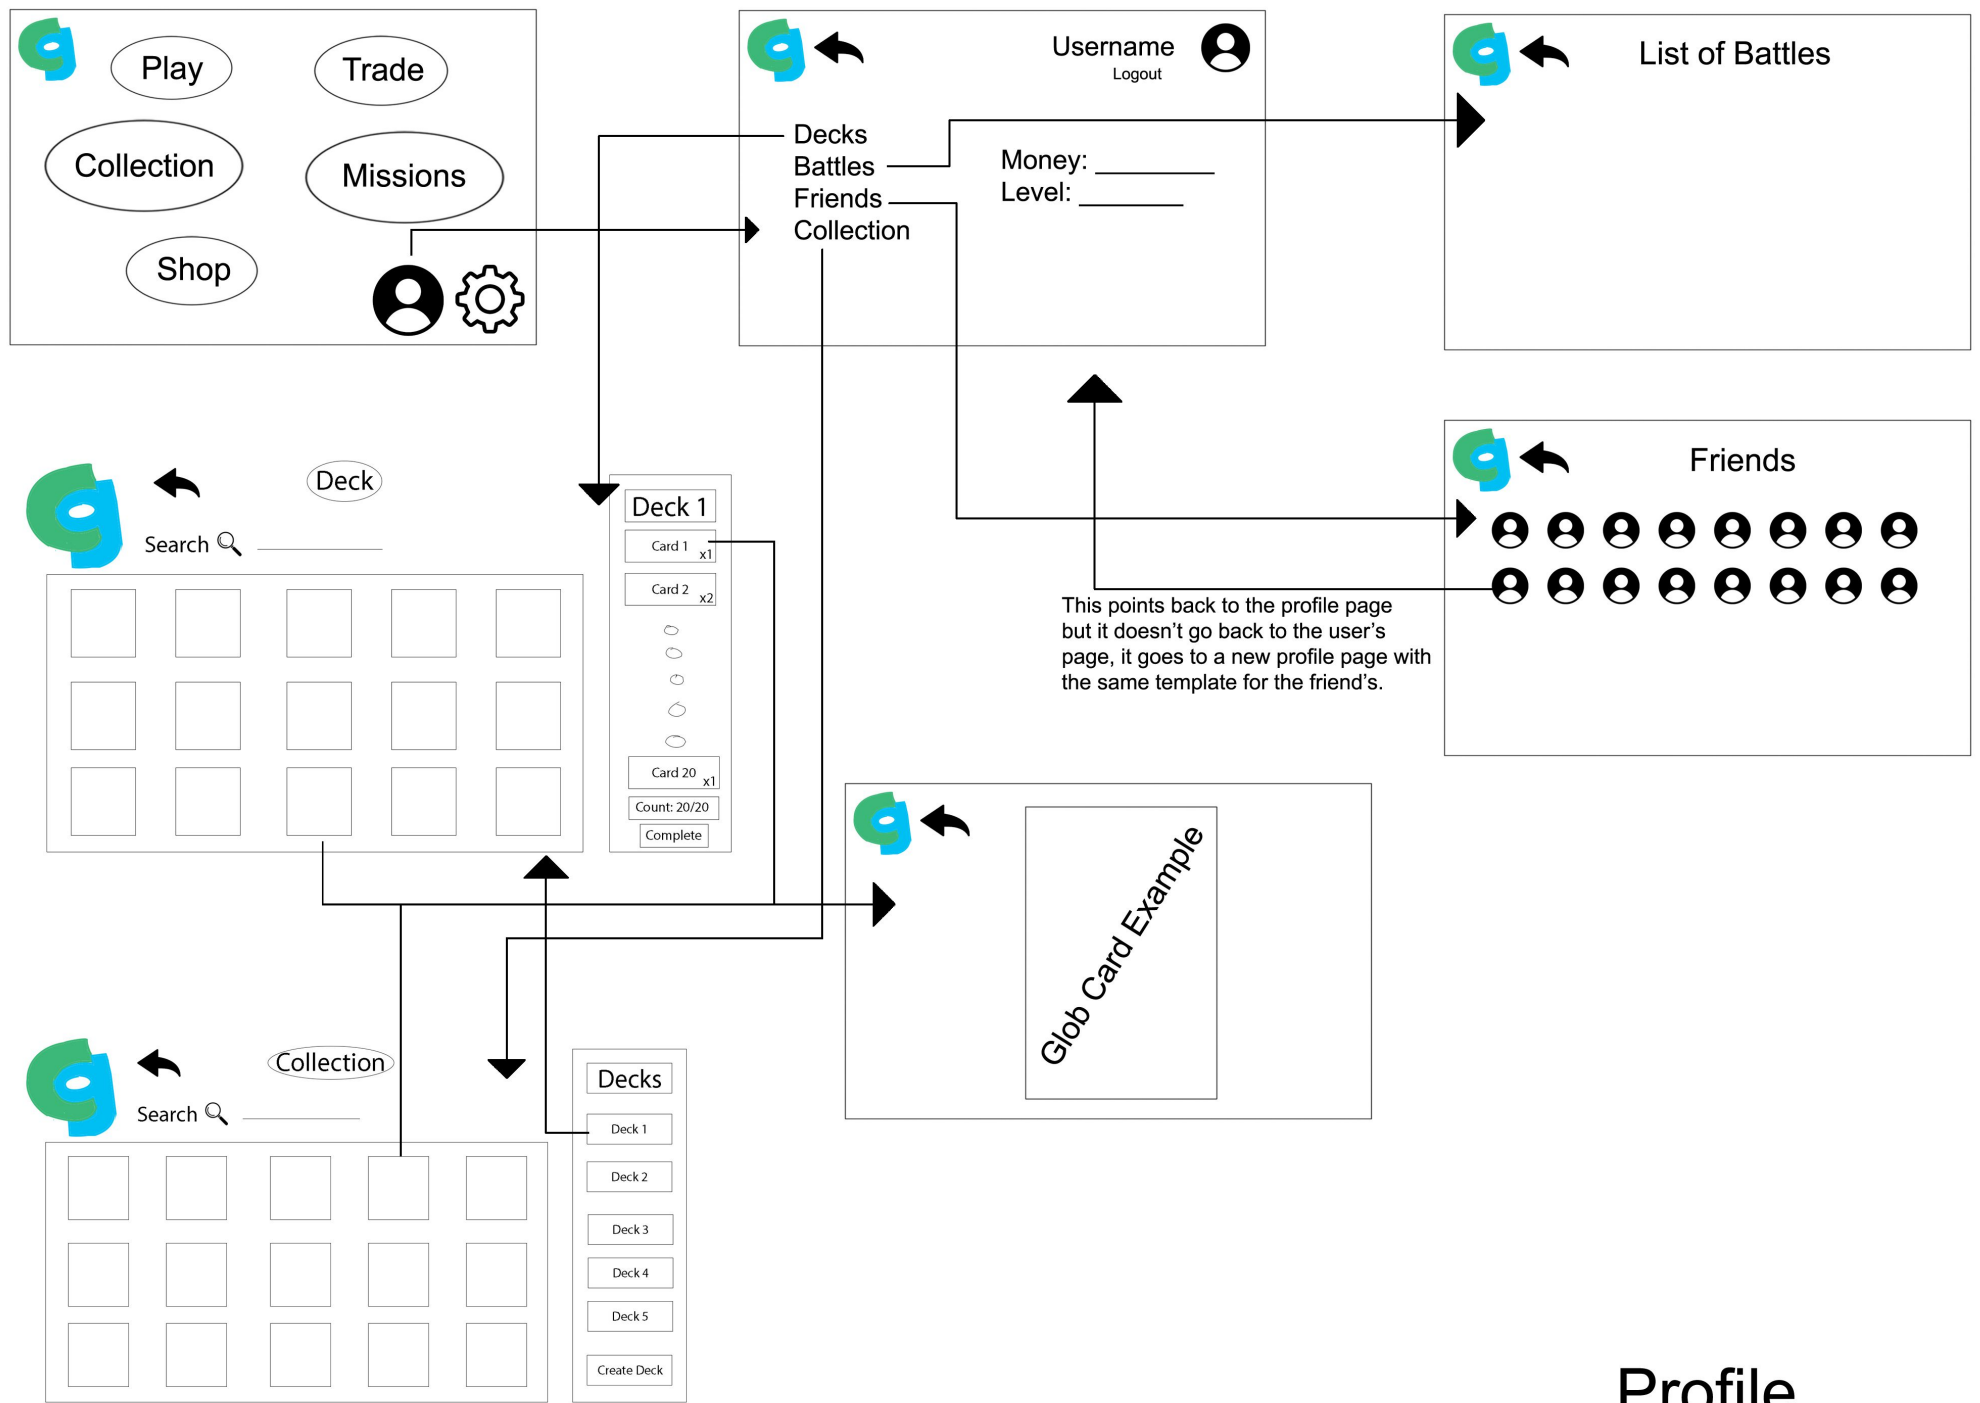 Play
Trade
Collection
Missions
Shop
Username
Logout
Decks
Battles
Friends
Collection
Money:
Level:
List of Battles
Friends
This points back to the profile page
but it doesn't go back to the user's
page, it goes to a new profile page with
the same template for the friend's.
Deck
Search
Deck 1
Card 1
x1
Card 2
x2
Card 20
x1
Count: 20/20
Complete
Glob Card Example
Collection
Search
Decks
Deck 1
Deck 2
Deck 3
Deck 4
Deck 5
Create Deck
Profile